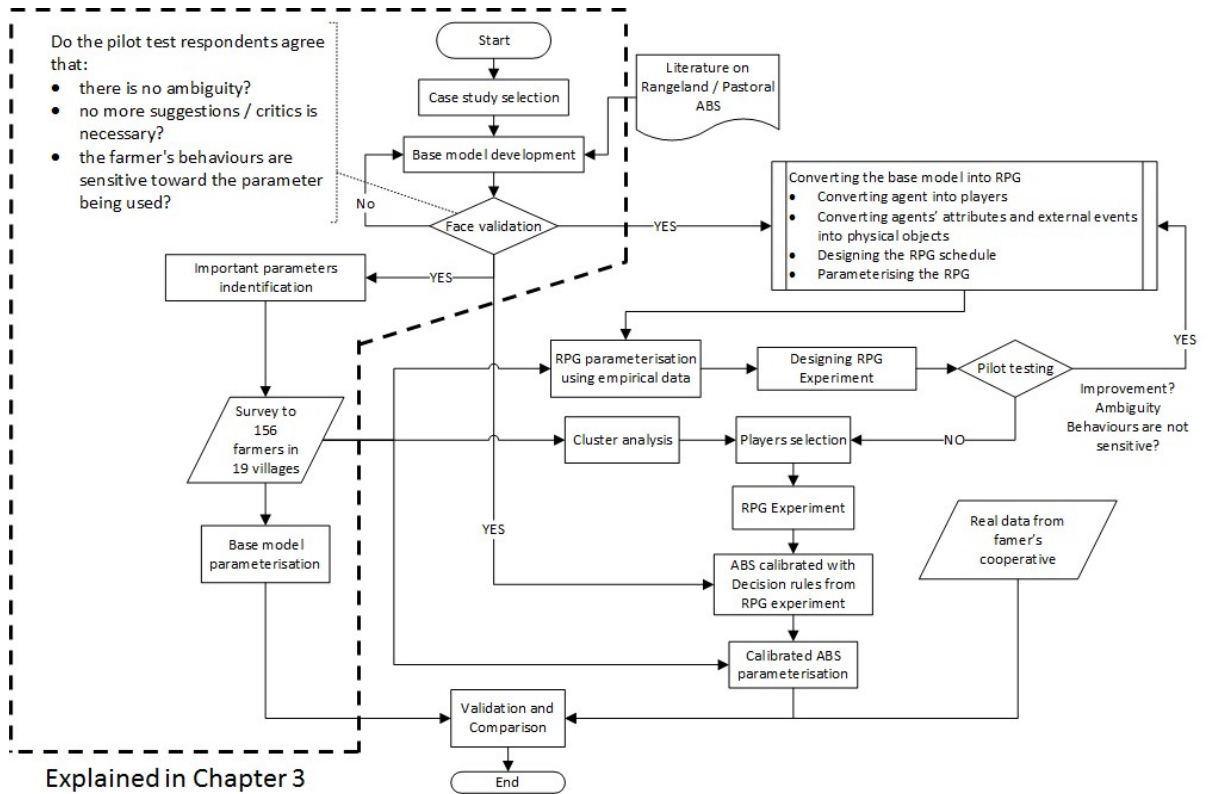 Do the pilot test respondents agree
that:
• there is no ambiguity?
• no more suggestions / critics is
necessary?
• the farmer's behaviours are
sensitive toward the parameter
being used?
Start
Case study selection
Literature on
Rangeland / Pastoral
ABS
Base model development
No
Face validation
YES
Converting the base model into RPG
• Converting agent into players
• Converting agents' attributes and external events
into physical objects
• Designing the RPG schedule
• Parameterising the RPG
Important parameters
indentification
YES
RPG parameterisation
using empirical data
Designing RPG
Experiment
Pilot testing
YES
Improvement?
Ambiguity
Behaviours are not
sensitive?
Survey to
156
farmers in
19 villages
Cluster analysis
Players selection
NO
RPG Experiment
YES
Base model
parameterisation
ABS calibrated with
Decision rules from
RPG experiment
Real data from
famer's
cooperative
Calibrated ABS
parameterisation
Validation and
Comparison
End
Explained in Chapter 3